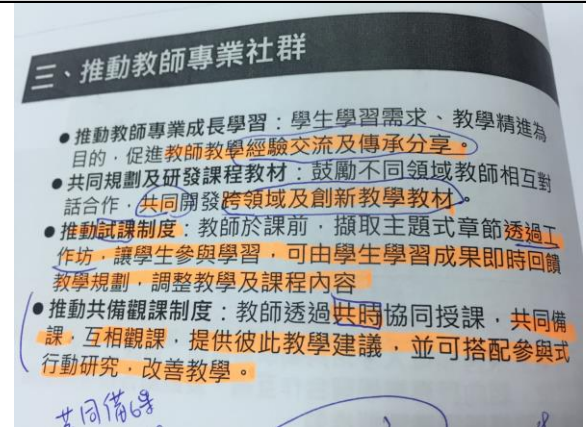 三、推動教師專業社群
●推動教師專業成長學習：學生學習需求、教學精進為
目的，促進教師教學經驗交流及傳承分享。
●共同規劃及研發課程教材：鼓勵不同領域教師相互對
話合作，共同開發跨領域及創新教學教材。
●推動試課制度：教師於課前，擷取主題式章節透過工
作坊，讓學生參與學習，可由學生學習成果即時回饋
教學規劃，調整教學及課程內容
●推動共備觀課制度：教師透過共時協同授課，共同備
課，互相觀課，提供彼此教學建議，並可搭配參與式
行動研究，改善教學。
共同備課